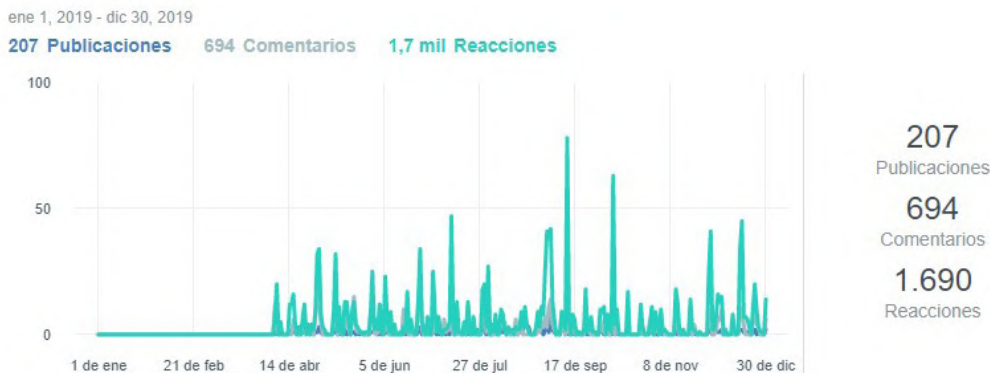 ene 1, 2019 - dic 30, 2019
207 Publicaciones 694 Comentarios 1,7 mil Reacciones
100
50
0
1 de ene 21 de feb 14 de abr 5 de jun 27 de jul 17 de sep 8 de nov 30 de dic
207
Publicaciones
694
Comentarios
1.690
Reacciones